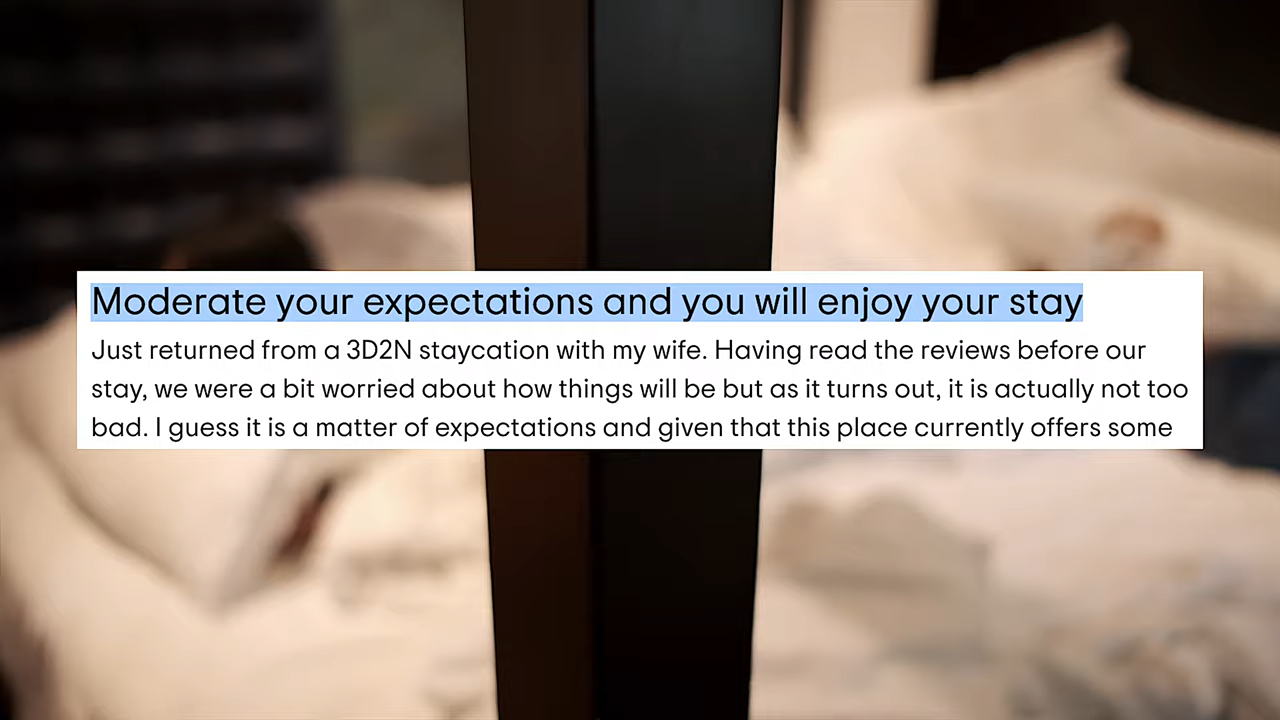 Moderate your expectations and you will enjoy your stay
Just returned from a 3D2N staycation with my wife. Having read the reviews before our
stay, we were a bit worried about how things will be but as it turns out, it is actually not too
bad. I guess it is a matter of expectations and given that this place currently offers some